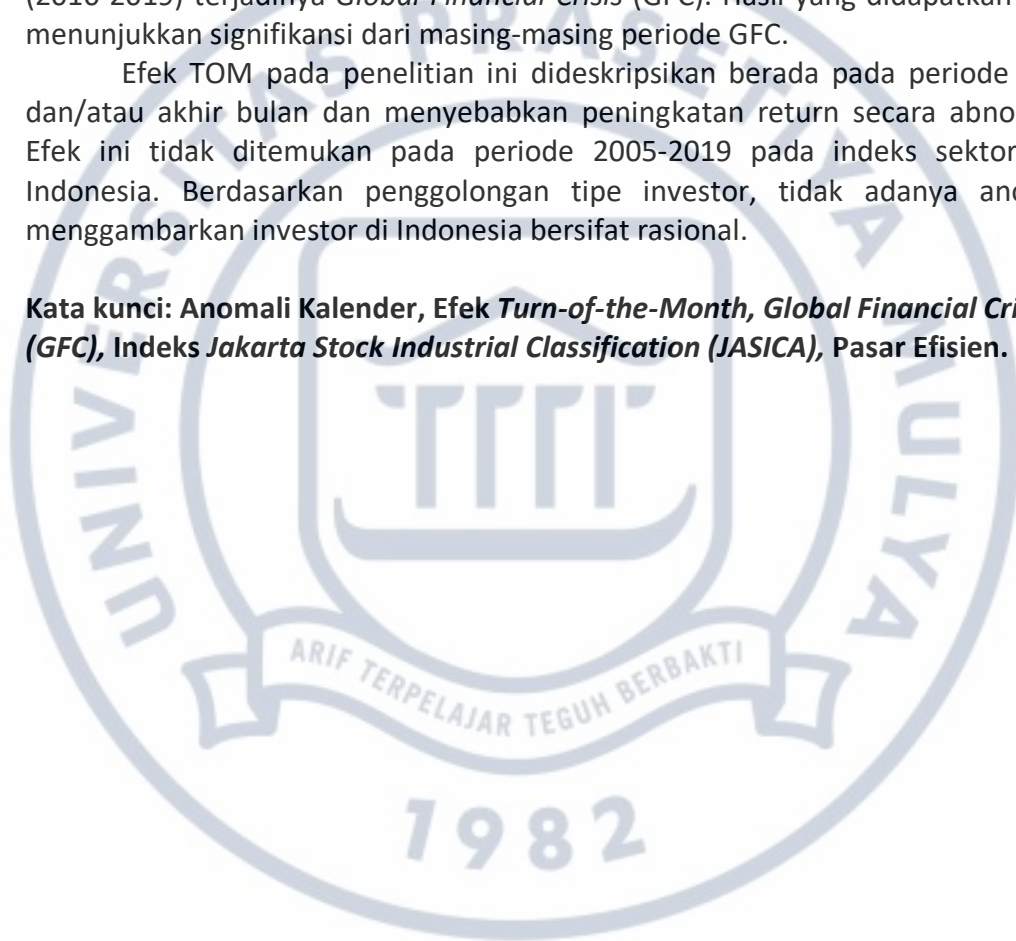 (2010-2019) terjadinya Global Financial Crisis (GFC). Hasil yang didapatkan
menunjukkan signifikansi dari masing-masing periode GFC.
Efek TOM pada penelitian ini dideskripsikan berada pada periode
dan/atau akhir bulan dan menyebabkan peningkatan return secara abno
Efek ini tidak ditemukan pada periode 2005-2019 pada indeks sektor
Indonesia. Berdasarkan penggolongan tipe investor, tidak adanya ano
menggambarkan investor di Indonesia bersifat rasional.
Kata kunci: Anomali Kalender, Efek Turn-of-the-Month, Global Financial Cri
(GFC), Indeks Jakarta Stock Industrial Classification (JASICA), Pasar Efisien.
UNIVERSITAS PRASETIYA MULYA
ARIF TERPELAJAR TEGUH BERBAKTI
1982